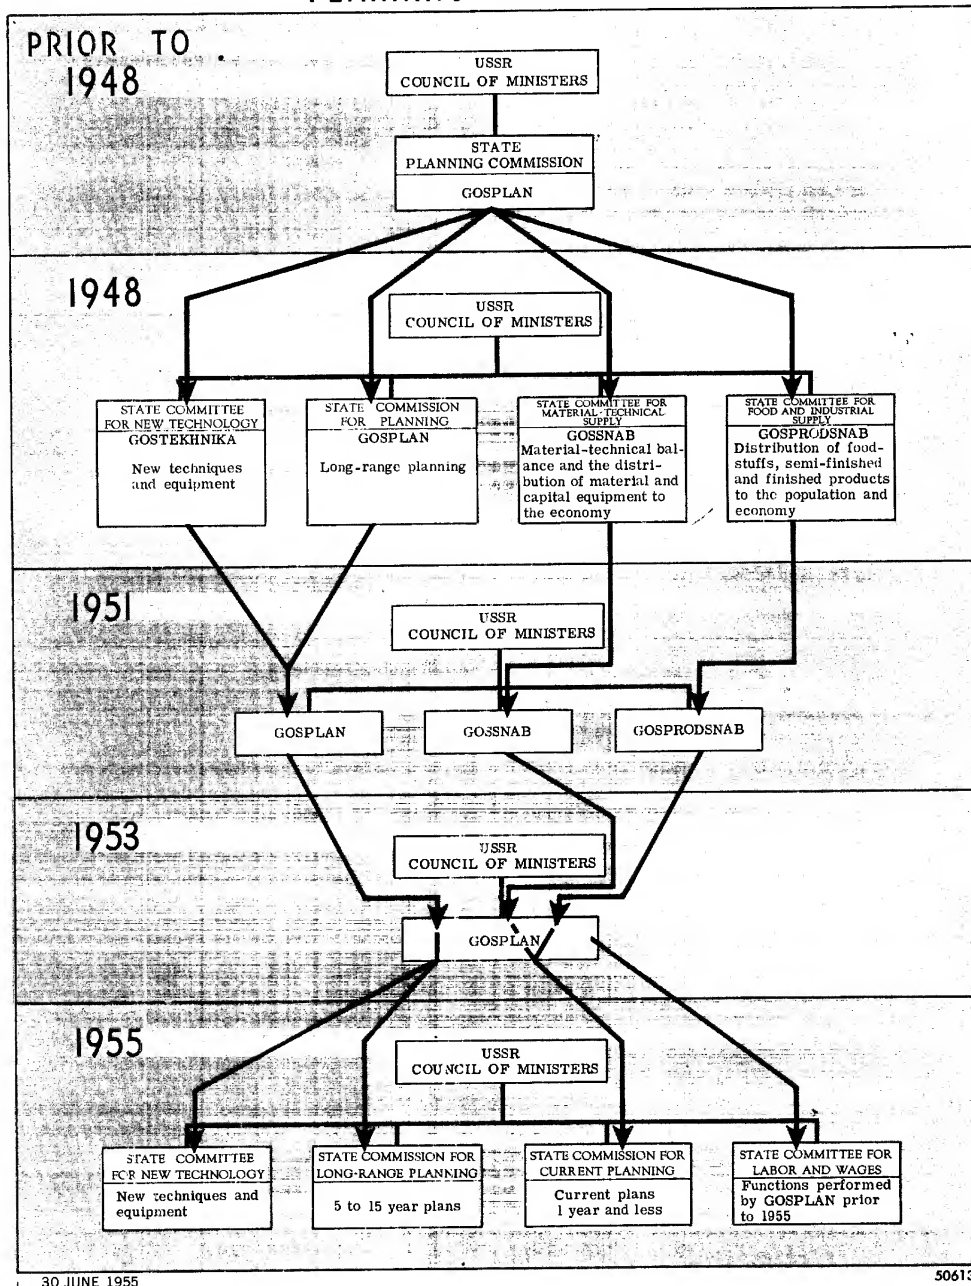 PRIOR TO
1948
USSR
COUNCIL OF MINISTERS
STATE
PLANNING COMMISSION
GOSPLAN
1948
USSR
COUNCIL OF MINISTERS
STATE COMMITTEE
FOR NEW TECHNOLOGY
GOSTEKHNIKA
New techniques
and equipment
STATE COMMISSION
FOR PLANNING
GOSPLAN
Long-range planning
STATE COMMITTEE FOR
MATERIAL-TECHNICAL
SUPPLY
GOSSNAB
Material-technical bal-
ance and the distri-
bution of material and
capital equipment to
the economy
STATE COMMITTEE FOR
FOOD AND INDUSTRIAL
SUPPLY
GOSPRODSNAB
Distribution of food-
stuffs, semi-finished
and finished products
to the population and
economy
1951
USSR
COUNCIL OF MINISTERS
GOSPLAN
GOSSNAB
GOSPRODSNAB
1953
USSR
COUNCIL OF MINISTERS
GOSPLAN
1955
USSR
COUNCIL OF MINISTERS
STATE COMMITTEE
FOR NEW TECHNOLOGY
New techniques and
equipment
STATE COMMISSION FOR
LONG-RANGE PLANNING
5 to 15 year plans
STATE COMMISSION FOR
CURRENT PLANNING
Current plans
1 year and less
STATE COMMITTEE FOR
LABOR AND WAGES
Functions performed
by GOSPLAN prior
to 1955
30 JUNE 1955
50613